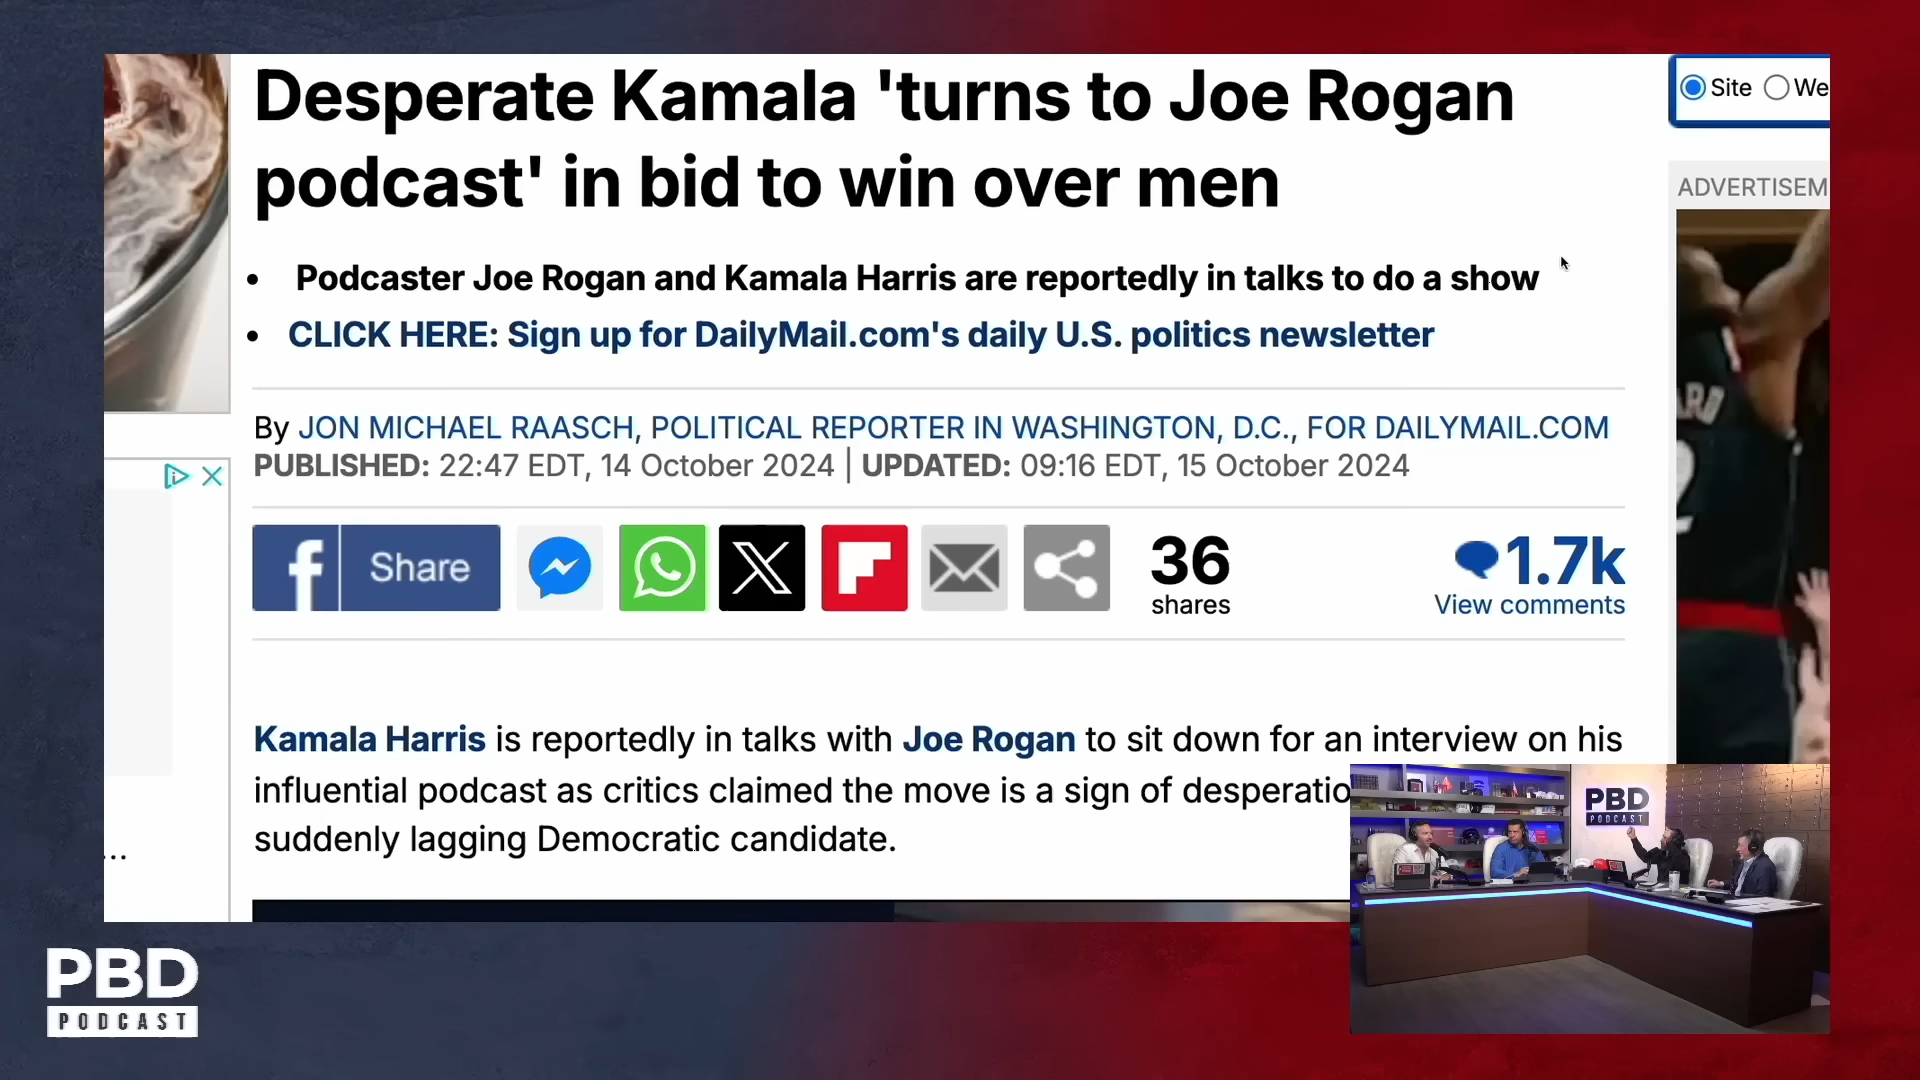 Desperate Kamala 'turns to Joe Rogan
podcast' in bid to win over men
Site We
ADVERTISEM
• Podcaster Joe Rogan and Kamala Harris are reportedly in talks to do a show
• CLICK HERE: Sign up for DailyMail.com's daily U.S. politics newsletter
By JON MICHAEL RAASCH, POLITICAL REPORTER IN WASHINGTON, D.C., FOR DAILYMAIL.COM
PUBLISHED: 22:47 EDT, 14 October 2024 | UPDATED: 09:16 EDT, 15 October 2024
ARD
2
f Share
36
shares
1.7k
View comments
Kamala Harris is reportedly in talks with Joe Rogan to sit down for an interview on his
influential podcast as critics claimed the move is a sign of desperatio
suddenly lagging Democratic candidate.
...
PBD
PODCAST
PBD
PODCAST